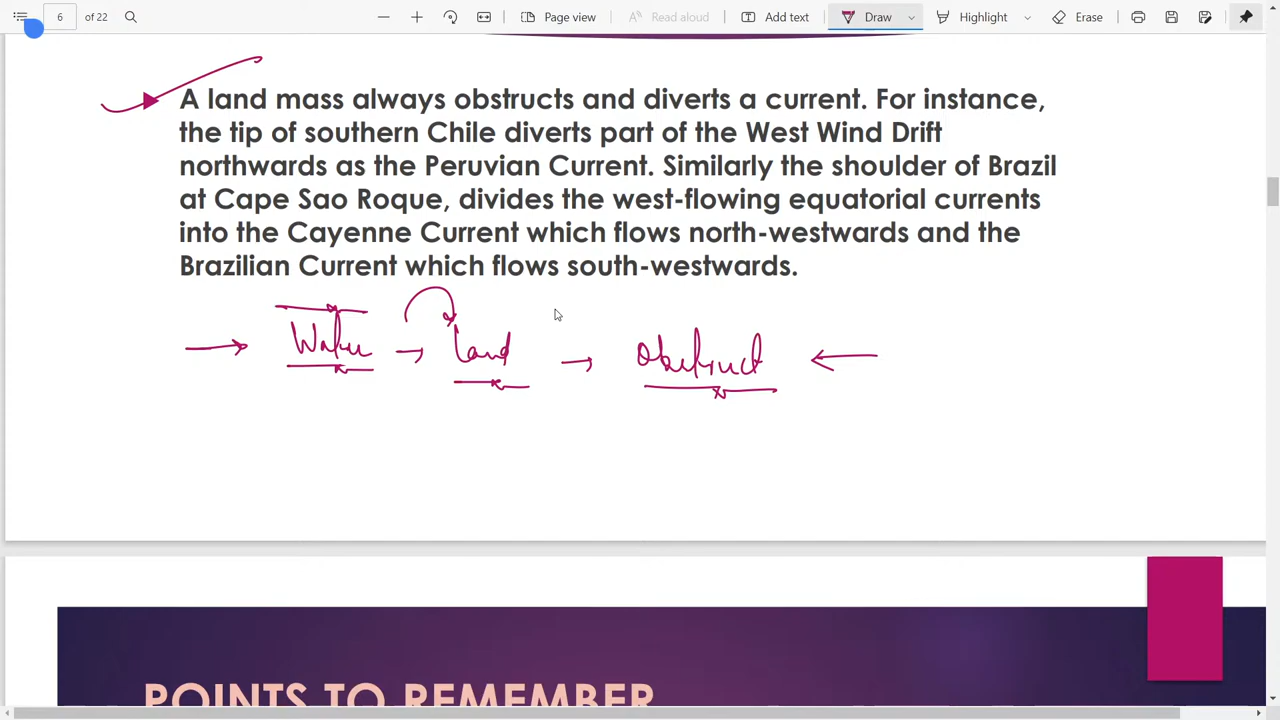 6 of 22 Page view Read aloud Add text Draw Highlight Erase
A land mass always obstructs and diverts a current. For instance,
the tip of southern Chile diverts part of the West Wind Drift
northwards as the Peruvian Current. Similarly the shoulder of Brazil
at Cape Sao Roque, divides the west-flowing equatorial currents
into the Cayenne Current which flows north-westwards and the
Brazilian Current which flows south-westwards.
→ Water → land → Obstruct ←
POINTS TO REMEMBER